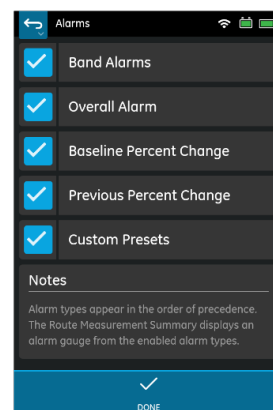 Alarms
Band Alarms
Overall Alarm
Baseline Percent Change
Previous Percent Change
Custom Presets
Notes
Alarm types appear in the order of precedence.
The Route Measurement Summary displays an
alarm gauge from the enabled alarm types.
DONE